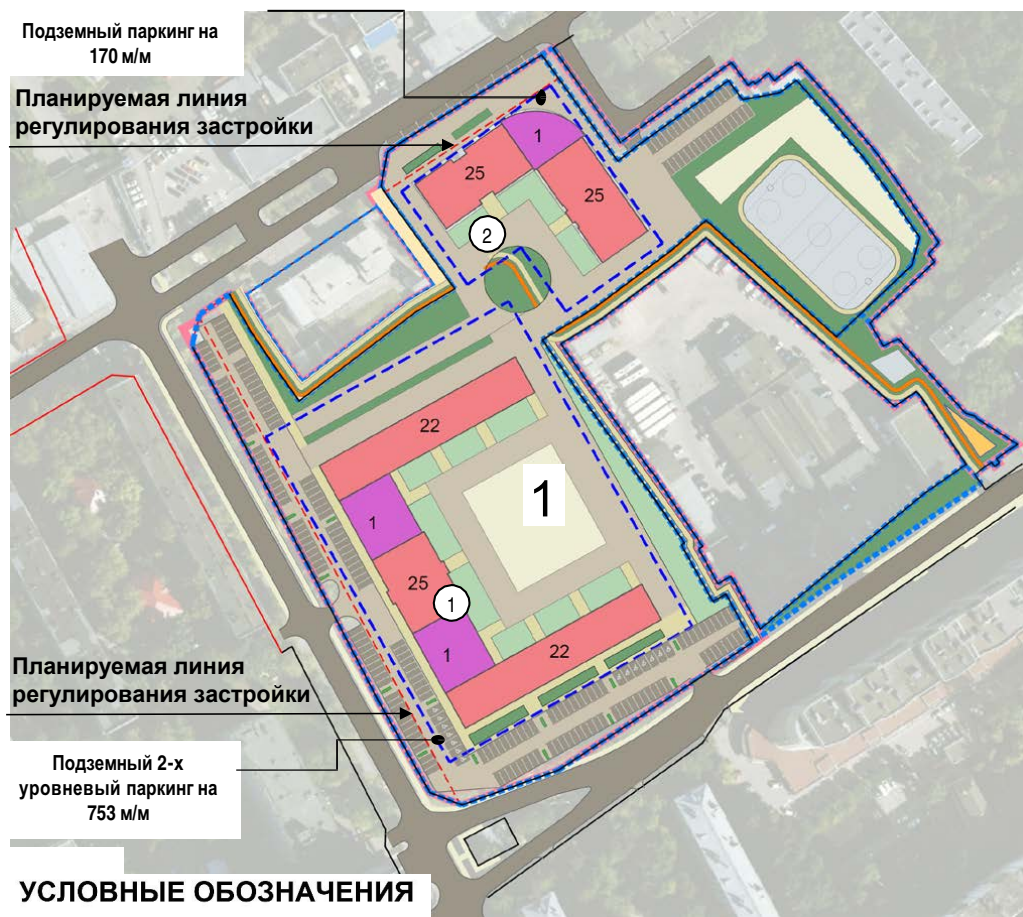 Подземный паркинг на
170 м/м
Планируемая линия
регулирования застройки
1
25
25
2
22
1
1
25
1
1
22
Планируемая линия
регулирования застройки
Подземный 2-х
уровневый паркинг на
753 м/м
УСЛОВНЫЕ ОБОЗНАЧЕНИЯ